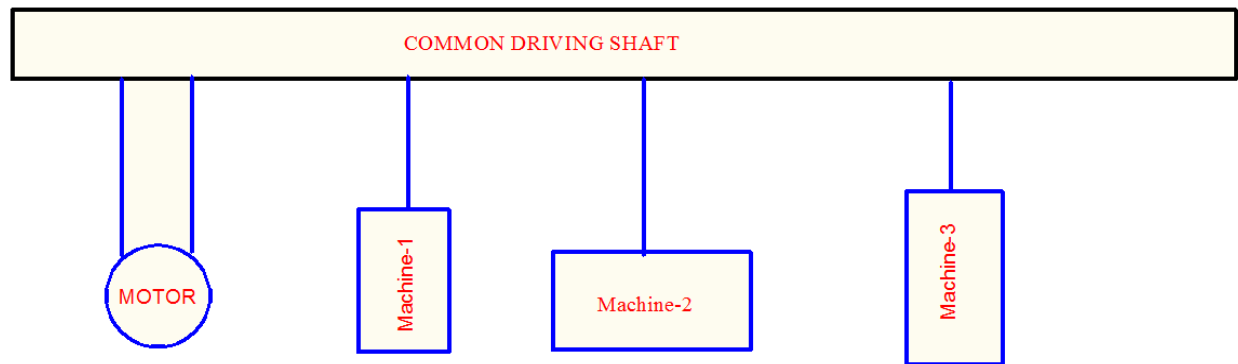 COMMON DRIVING SHAFT
MOTOR
Machine-1
Machine-2
Machine-3